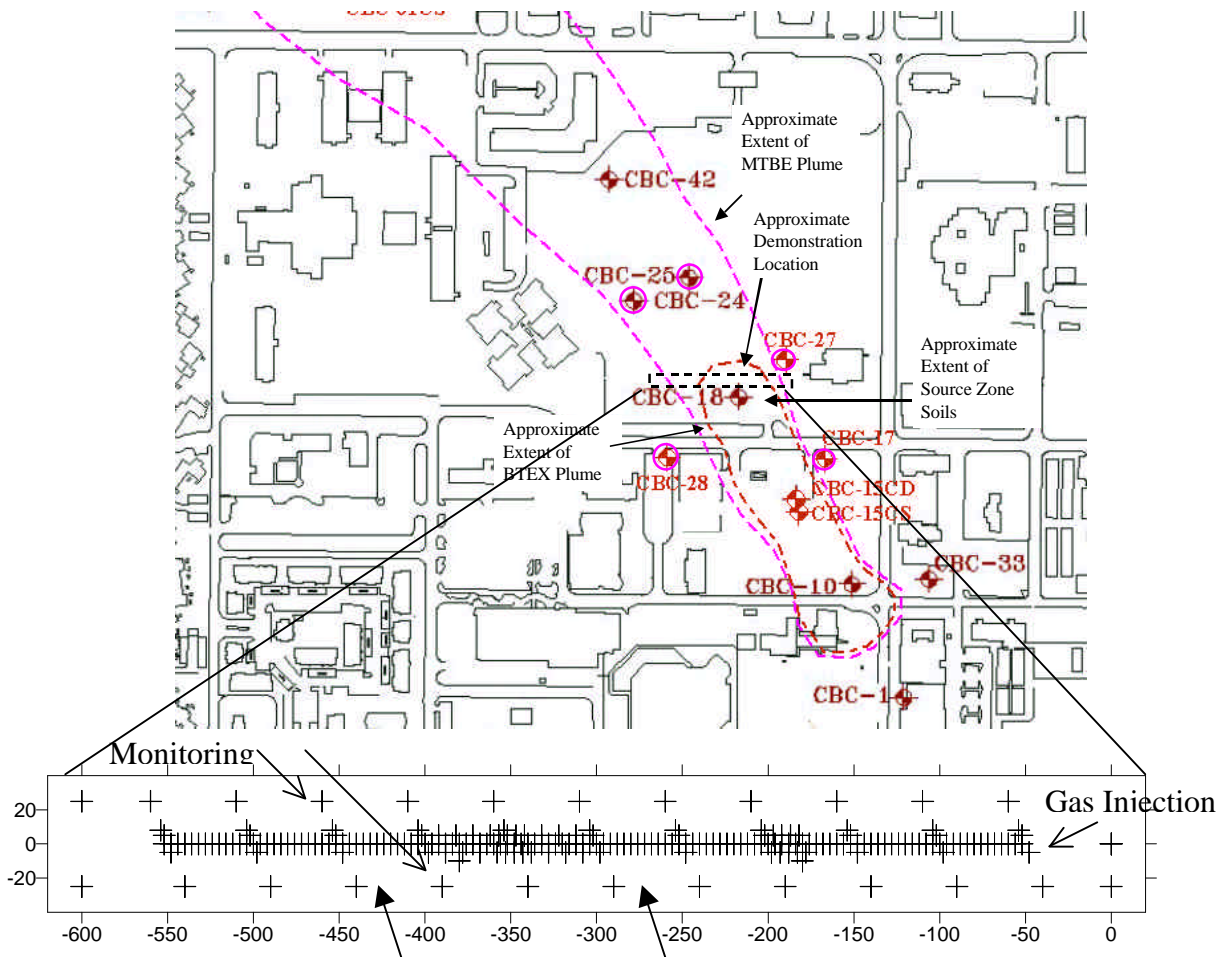 Approximate
Extent of
MTBE Plume
CBC-42
Approximate
Demonstration
Location
CBC-25
CBC-24
CBC-27
Approximate
Extent of
Source Zone
Soils
CBC-18
Approximate
Extent of
BTEX Plume
CBC-17
CBC-28
CBC-15CD
CBC-15CS
CBC-33
CBC-10
CBC-1
Monitoring
Gas Injection
20
0
-20
-600 -550 -500 -450 -400 -350 -300 -250 -200 -150 -100 -50 0